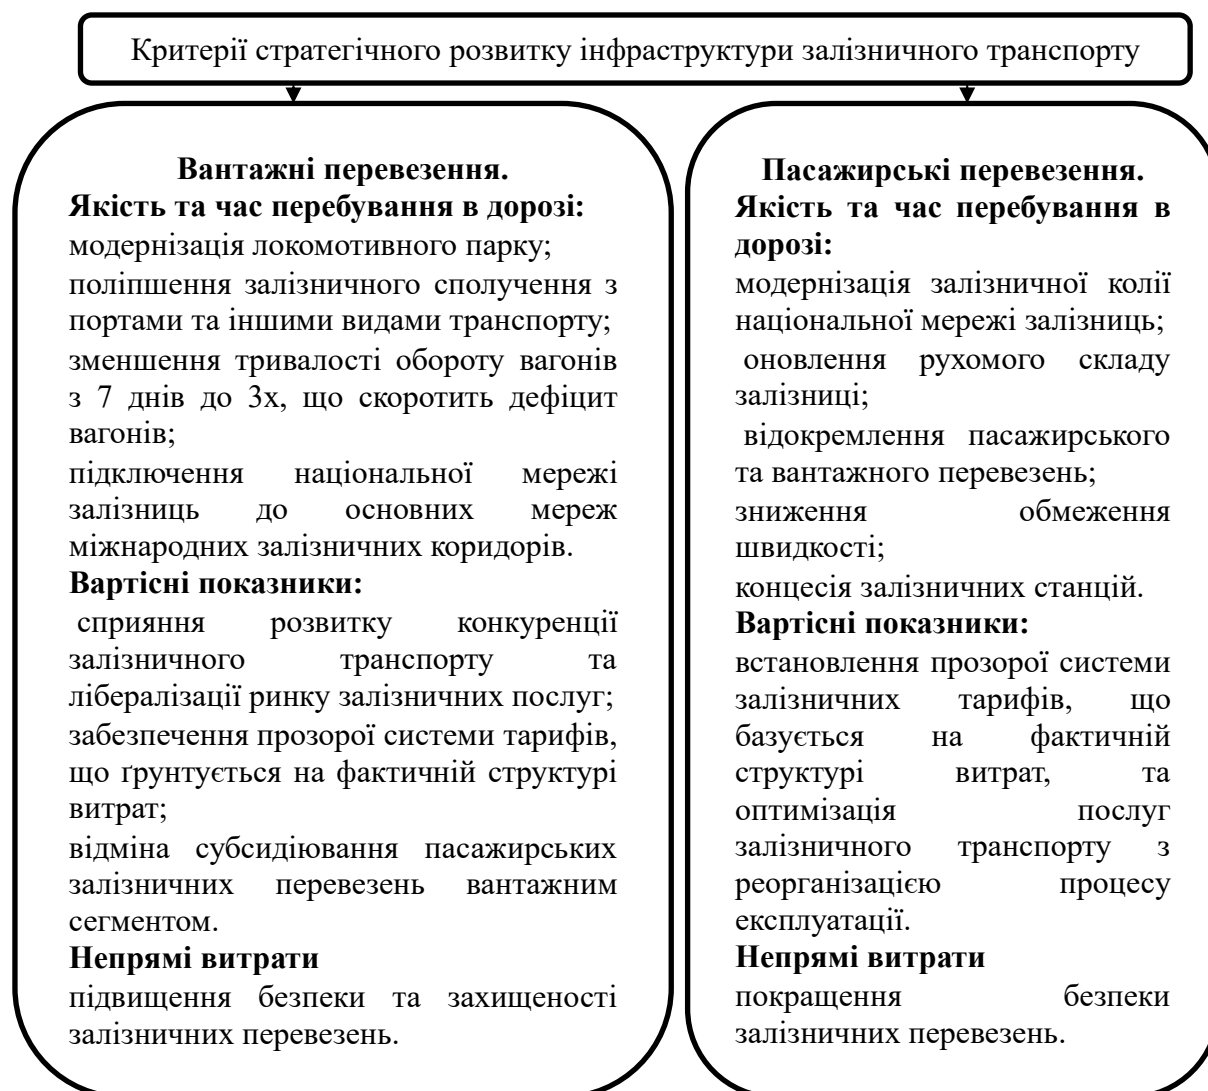 Критерії стратегічного розвитку інфраструктури залізничного транспорту
Вантажні перевезення.
Якість та час перебування в дорозі:
модернізація локомотивного парку;
поліпшення залізничного сполучення з
портами та іншими видами транспорту;
зменшення тривалості обороту вагонів
з 7 днів до 3х, що скоротить дефіцит
вагонів;
підключення національної мережі
залізниць до основних мереж
міжнародних залізничних коридорів.
Вартісні показники:
сприяння розвитку конкуренції
залізничного транспорту та
лібералізації ринку залізничних послуг;
забезпечення прозорої системи тарифів,
що ґрунтується на фактичній структурі
витрат;
відміна субсидіювання пасажирських
залізничних перевезень вантажним
сегментом.
Непрямі витрати
підвищення безпеки та захищеності
залізничних перевезень.
Пасажирські перевезення.
Якість та час перебування в
дорозі:
модернізація залізничної колії
національної мережі залізниць;
оновлення рухомого складу
залізниці;
відокремлення пасажирського
та вантажного перевезень;
зниження обмеження
швидкості;
концесія залізничних станцій.
Вартісні показники:
встановлення прозорої системи
залізничних тарифів, що
базується на фактичній
структурі витрат, та
оптимізація послуг
залізничного транспорту з
реорганізацією процесу
експлуатації.
Непрямі витрати
покращення безпеки
залізничних перевезень.